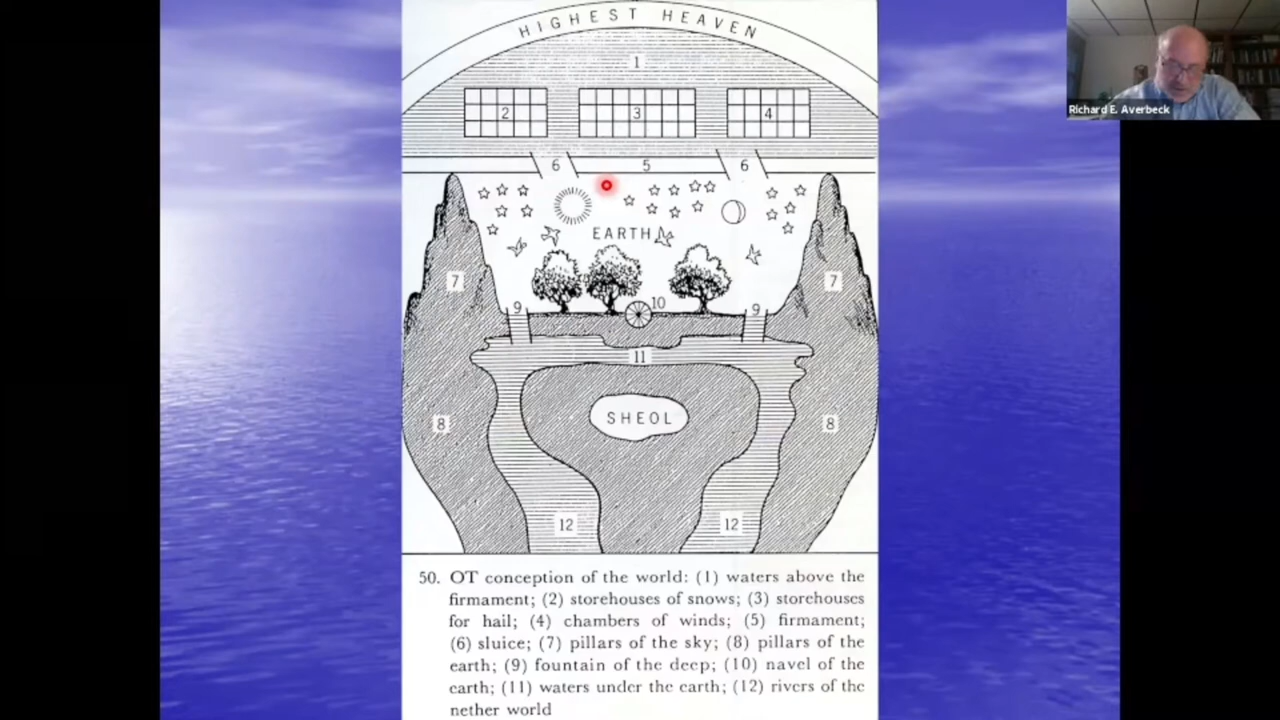 HIGHEST HEAVEN
1
2 3 4
6 5 6
EARTH
7 7
9 10 9
11
SHEOL
8 8
12 12
50. OT conception of the world: (1) waters above the
firmament; (2) storehouses of snows; (3) storehouses
for hail; (4) chambers of winds; (5) firmament;
(6) sluice; (7) pillars of the sky; (8) pillars of the
earth; (9) fountain of the deep; (10) navel of the
earth; (11) waters under the earth; (12) rivers of the
nether world
Richard E. Averbeck